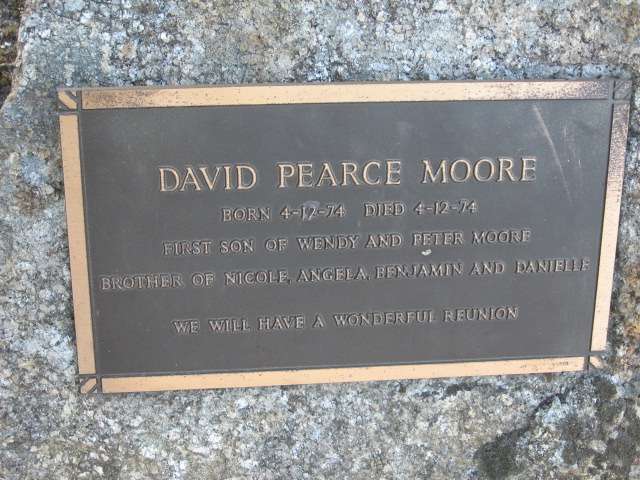 DAVID PEARCE MOORE
BORN 4-12-74 DIED 4-12-74
FIRST SON OF WENDY AND PETER MOORE
BROTHER OF NICOLE, ANGELA, BENJAMIN AND DANIELLE
WE WILL HAVE A WONDERFUL REUNION